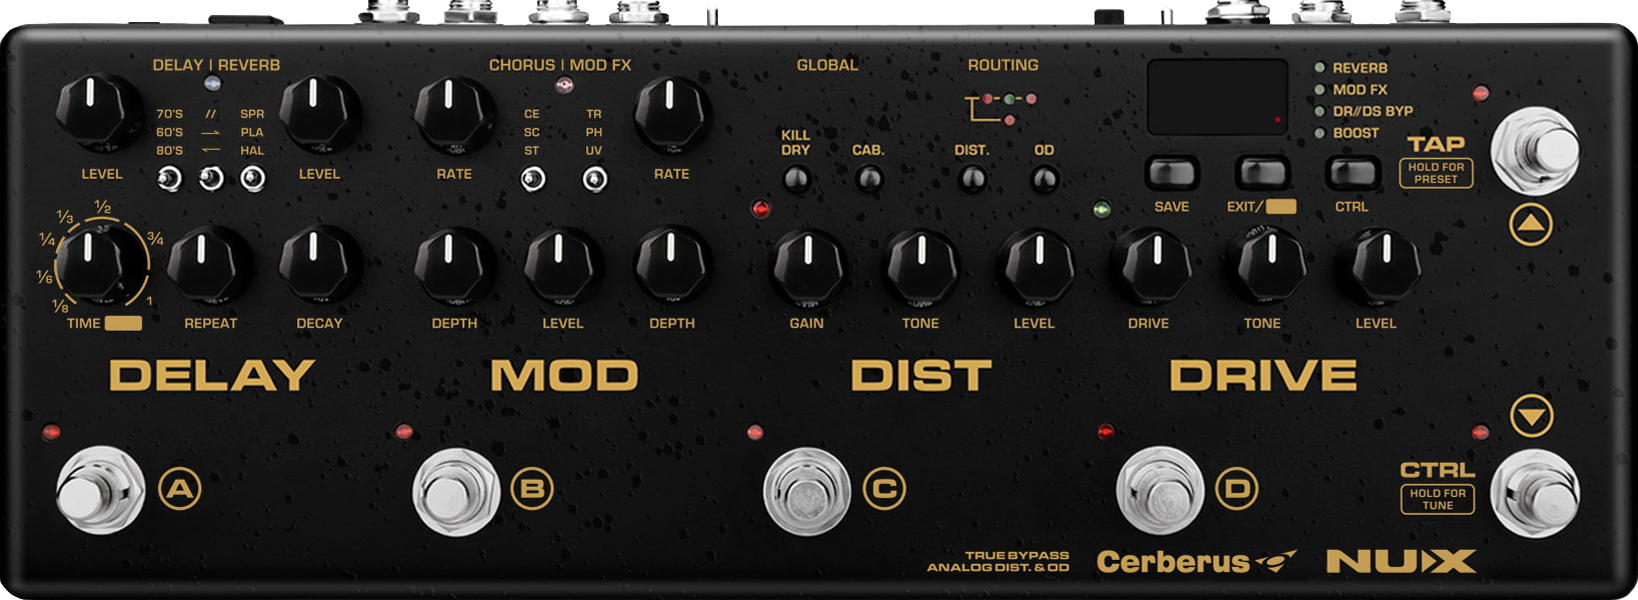 DELAY | REVERB
70'S // SPR
60'S PLA
80'S HAL
LEVEL
LEVEL
1/8 1/6 1/4 1/3 1/2 3/4 1
TIME
REPEAT
DECAY
DELAY
A
CHORUS | MOD FX
CE TR
SC PH
ST UV
RATE
RATE
DEPTH
LEVEL
DEPTH
MOD
B
GLOBAL
KILL
DRY
CAB.
ROUTING
DIST.
OD
GAIN
TONE
LEVEL
DIST
C
REVERB
MOD FX
DR//DS BYP
BOOST
SAVE
EXIT/
CTRL
DRIVE
TONE
LEVEL
DRIVE
D
TAP
HOLD FOR
PRESET
CTRL
HOLD FOR
TUNE
TRUE BYPASS
ANALOG DIST. & OD
Cerberus
NUX